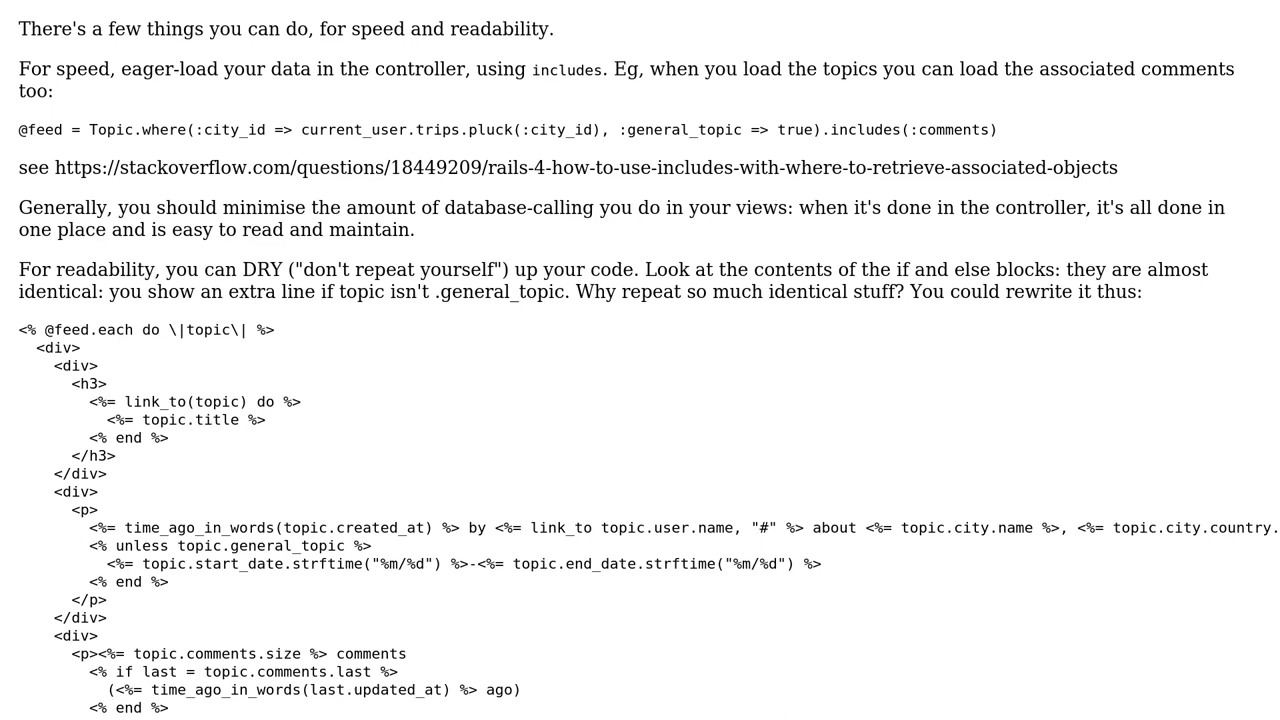 There's a few things you can do, for speed and readability.
For speed, eager-load your data in the controller, using includes. Eg, when you load the topics you can load the associated comments
too:
@feed = Topic.where(:city_id => current_user.trips.pluck(:city_id), :general_topic => true).includes(:comments)
see https://stackoverflow.com/questions/18449209/rails-4-how-to-use-includes-with-where-to-retrieve-associated-objects
Generally, you should minimise the amount of database-calling you do in your views: when it's done in the controller, it's all done in
one place and is easy to read and maintain.
For readability, you can DRY ("don't repeat yourself") up your code. Look at the contents of the if and else blocks: they are almost
identical: you show an extra line if topic isn't .general_topic. Why repeat so much identical stuff? You could rewrite it thus:
<% @feed.each do \|topic\| %>
  <div>
    <div>
      <h3>
        <%= link_to(topic) do %>
          <%= topic.title %>
        <% end %>
      </h3>
    </div>
    <div>
      <p>
        <%= time_ago_in_words(topic.created_at) %> by <%= link_to topic.user.name, "#" %> about <%= topic.city.name %>, <%= topic.city.country.
        <% unless topic.general_topic %>
          <%= topic.start_date.strftime("%m/%d") %>-<%= topic.end_date.strftime("%m/%d") %>
        <% end %>
      </p>
    </div>
    <div>
      <p><%= topic.comments.size %> comments
        <% if last = topic.comments.last %>
          (<%= time_ago_in_words(last.updated_at) %> ago)
        <% end %>